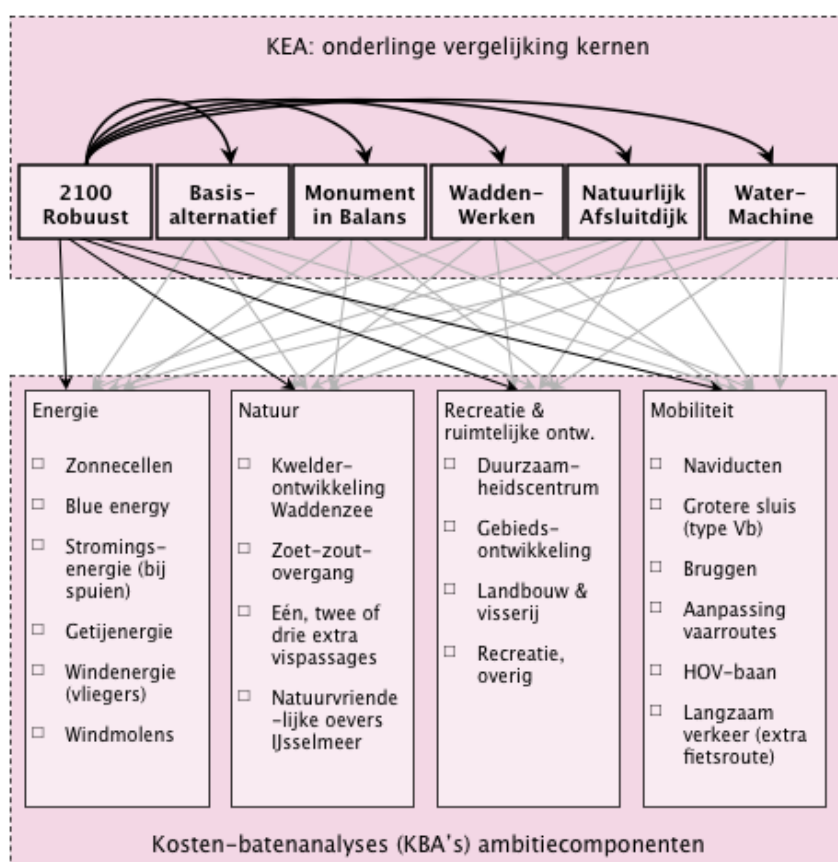 KEA: onderlinge vergelijking kernen
2100
Robuust
Basis-
alternatief
Monument
in Balans
Wadden-
Werken
Natuurlijk
Afsluitdijk
Water-
Machine
Energie
Zonnecellen
Blue energy
Stromings-
energie (bij
spuien)
Getijenergie
Windenergie
(vliegers)
Windmolens
Natuur
Kwelder-
ontwikkeling
Waddenzee
Zoet-zout-
overgang
Eén, twee of
drie extra
vispassages
Natuurvriende
-lijke oevers
IJsselmeer
Recreatie &
ruimtelijke ontw.
Duurzaam-
heidscentrum
Gebieds-
ontwikkeling
Landbouw &
visserij
Recreatie,
overig
Mobiliteit
Naviducten
Grotere sluis
(type Vb)
Bruggen
Aanpassing
vaarroutes
HOV-baan
Langzaam
verkeer (extra
fietsroute)
Kosten-batenanalyses (KBA's) ambitiecomponenten